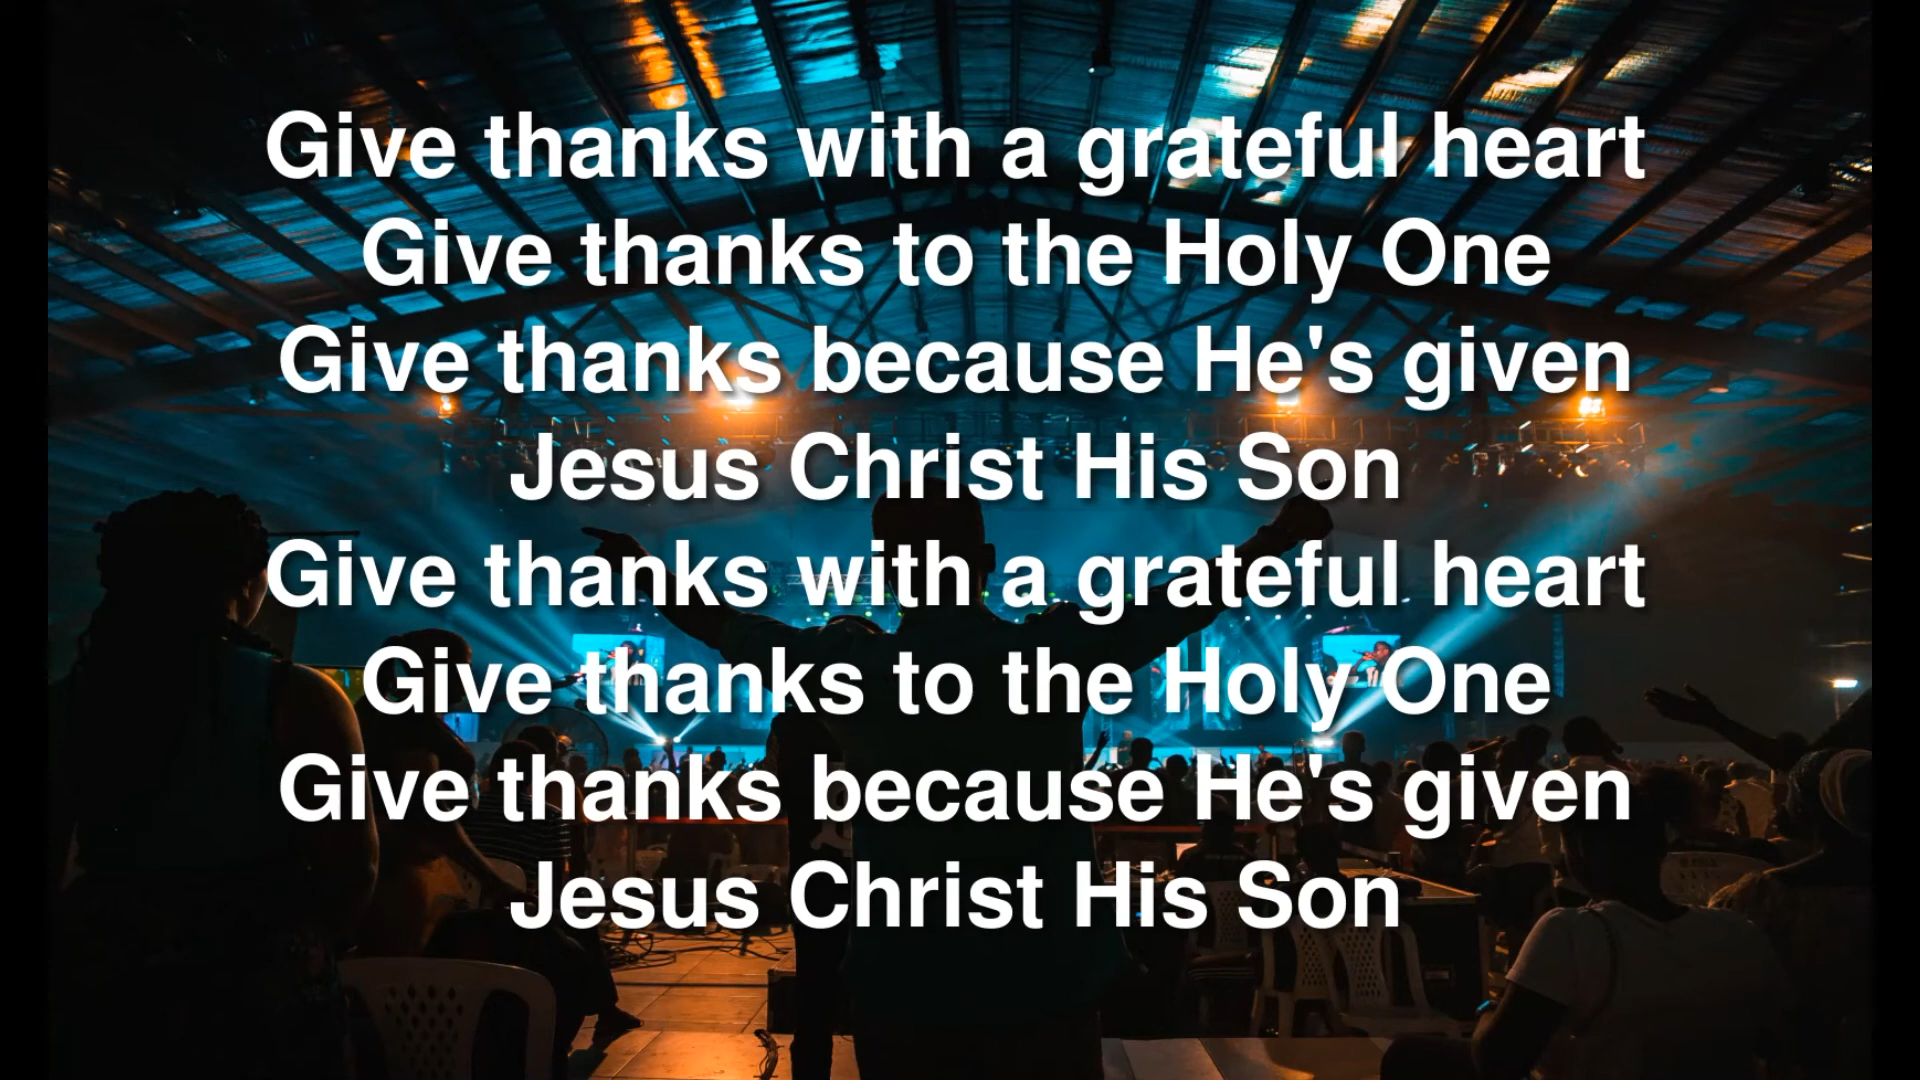 Give thanks with a grateful heart
Give thanks to the Holy One
Give thanks because He's given
Jesus Christ His Son
Give thanks with a grateful heart
Give thanks to the Holy One
Give thanks because He's given
Jesus Christ His Son